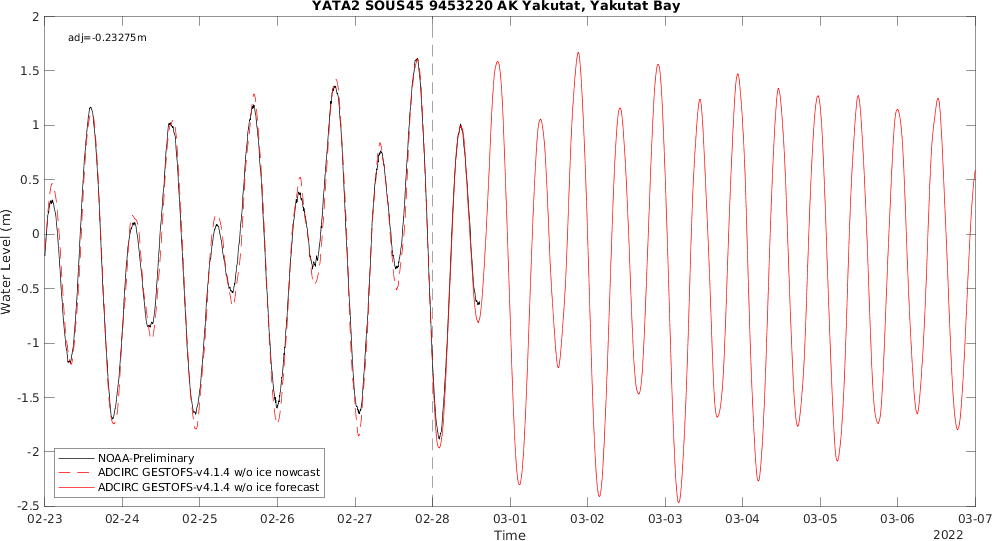 YATA2 SOUS45 9453220 AK Yakutat, Yakutat Bay
adj=-0.23275m
2
1.5
1
0.5
0
-0.5
-1
-1.5
-2
-2.5
Water Level (m)
NOAA-Preliminary
ADCIRC GESTOFS-v4.1.4 w/o ice nowcast
ADCIRC GESTOFS-v4.1.4 w/o ice forecast
02-23 02-24 02-25 02-26 02-27 02-28 03-01 03-02 03-03 03-04 03-05 03-06 03-07
Time
2022